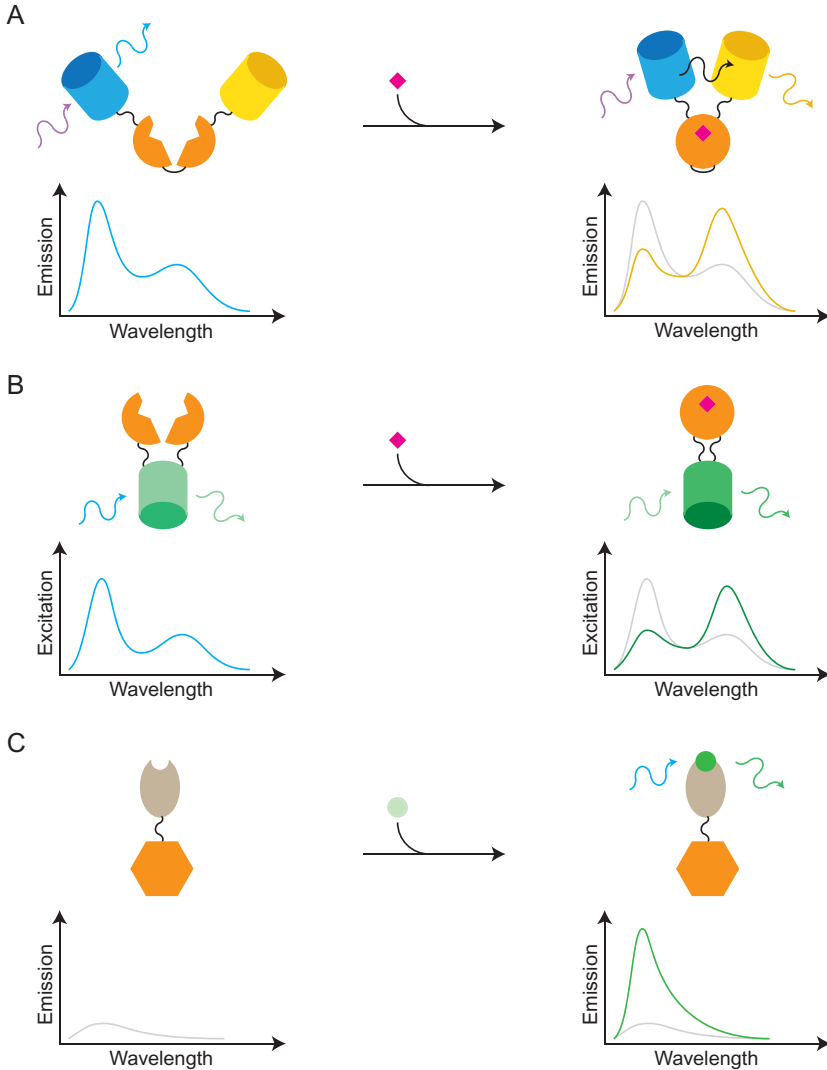 A
Emission
Wavelength
Emission
Wavelength
B
Excitation
Wavelength
Excitation
Wavelength
C
Emission
Wavelength
Emission
Wavelength